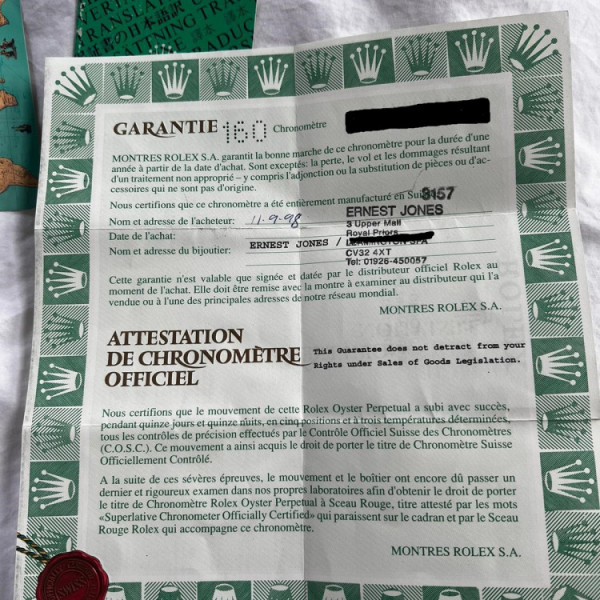 TRANSLAT
証書の日本語訳
GARANTIE 160 Chronomètre
MONTRES ROLEX S.A. garantit la bonne marche de ce chronomètre pour la durée d'une
année à partir de la date d'achat. Sont exceptés: la perte, le vol et les dommages résultant
d'un traitement non approprié – y compris l'adjonction ou la substitution de pièces ou d'ac-
cessoires qui ne sont pas d'origine.
Nous certifions que ce chronomètre a été entièrement manufacturé en Suisse
3157
Nom et adresse de l'acheteur:
11-9-98
ERNEST JONES
3 Upper Mall
Date de l'achat:
Royal Priors
Nom et adresse du bijoutier:
ERNEST JONES /
CV32 4XT
Tel: 01926-450057
Cette garantie n'est valable que signée et datée par le distributeur officiel Rolex au
moment de l'achat. Elle doit être remise avec la montre à examiner au distributeur qui l'a
vendue ou à l'une des principales adresses de notre réseau mondial.
MONTRES ROLEX S.A.
ATTESTATION
DE CHRONOMÈTRE
OFFICIEL
This Guarantee does not detract from your
Rights under Sales of Goods Legislation.
Nous certifions que le mouvement de cette Rolex Oyster Perpetual a subi avec succès,
pendant quinze jours et quinze nuits, en cinq positions et à trois températures déterminées,
tous les contrôles de précision effectués par le Contrôle Officiel Suisse des Chronomètres
(C.O.S.C.). Ce mouvement a ainsi acquis le droit de porter le titre de Chronomètre Suisse
Officiellement Contrôlé.
A la suite de ces sévères épreuves, le mouvement et le boîtier ont encore dû passer un
dernier et rigoureux examen dans nos propres laboratoires afin d'obtenir le droit de porter
le titre de Chronomètre Rolex Oyster Perpetual à Sceau Rouge, titre attesté par les mots
«Superlative Chronometer Officially Certified» qui paraissent sur le cadran et par le Sceau
Rouge Rolex qui accompagne ce chronomètre.
MONTRES ROLEX S.A.